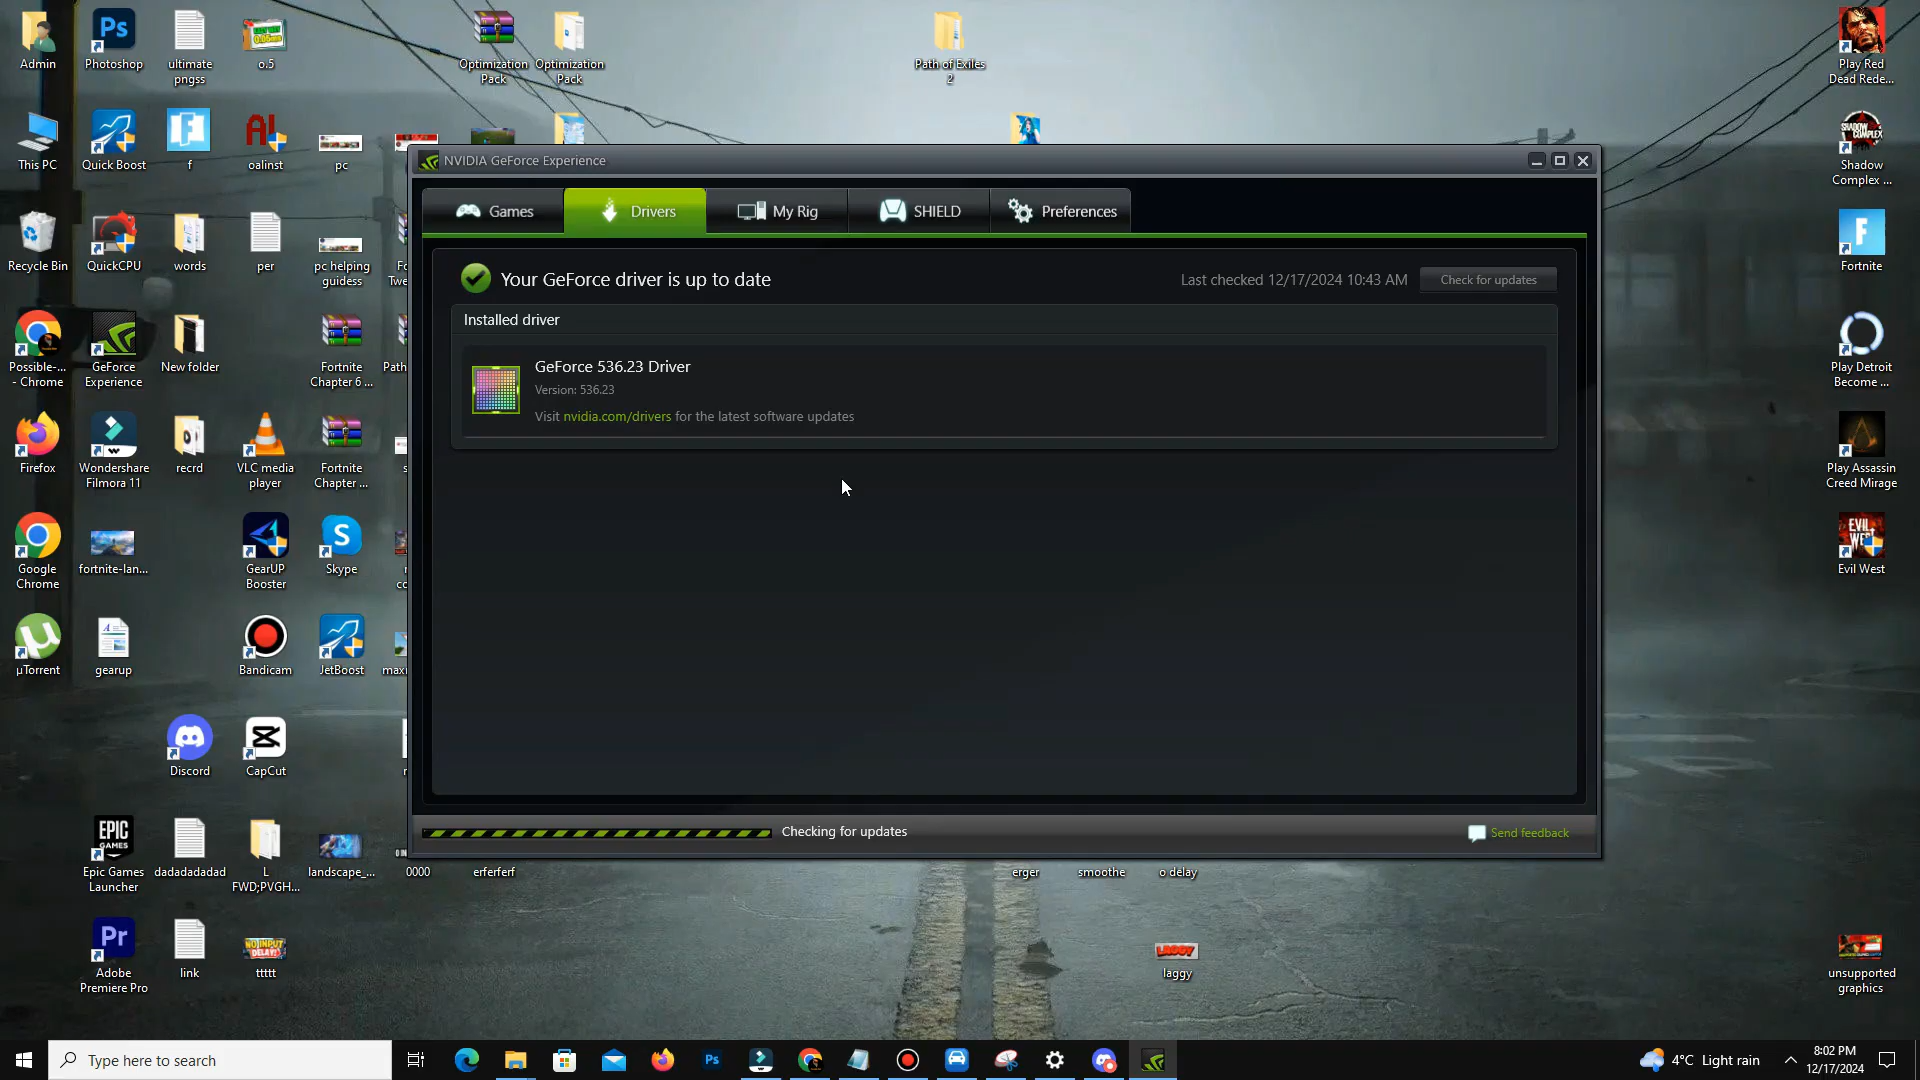 Admin
Photoshop
ultimate
pngss
o.5
Optimization
Pack
Optimization
Pack
Path of Exiles
2
Play Red
Dead Rede...
This PC
Quick Boost
f
oalinst
pc
Shadow
Complex ...
NVIDIA GeForce Experience
Games
Drivers
My Rig
SHIELD
Preferences
Your GeForce driver is up to date
Last checked 12/17/2024 10:43 AM
Check for updates
Installed driver
GeForce 536.23 Driver
Version: 536.23
Visit nvidia.com/drivers for the latest software updates
Checking for updates
Send feedback
Recycle Bin
QuickCPU
words
per
pc helping
guidess
Fortnite
Possible-...
- Chrome
GeForce
Experience
New folder
Fortnite
Chapter 6 ...
Path
Play Detroit
Become ...
Firefox
Wondershare
Filmora 11
recrd
VLC media
player
Fortnite
Chapter ...
Play Assassin
Creed Mirage
Google
Chrome
fortnite-lan...
GearUP
Booster
Skype
Evil West
µTorrent
gearup
Bandicam
JetBoost
Discord
CapCut
EPIC
GAMES
Epic Games
Launcher
dadadadadad
L
FWD;PVGH...
landscape_...
0000
erferferf
erger
smoothe
o delay
Adobe
Premiere Pro
link
NO INPUT
DELAY!
ttttt
LAGGY
laggy
unsupported
graphics
Type here to search
4°C Light rain
8:02 PM
12/17/2024